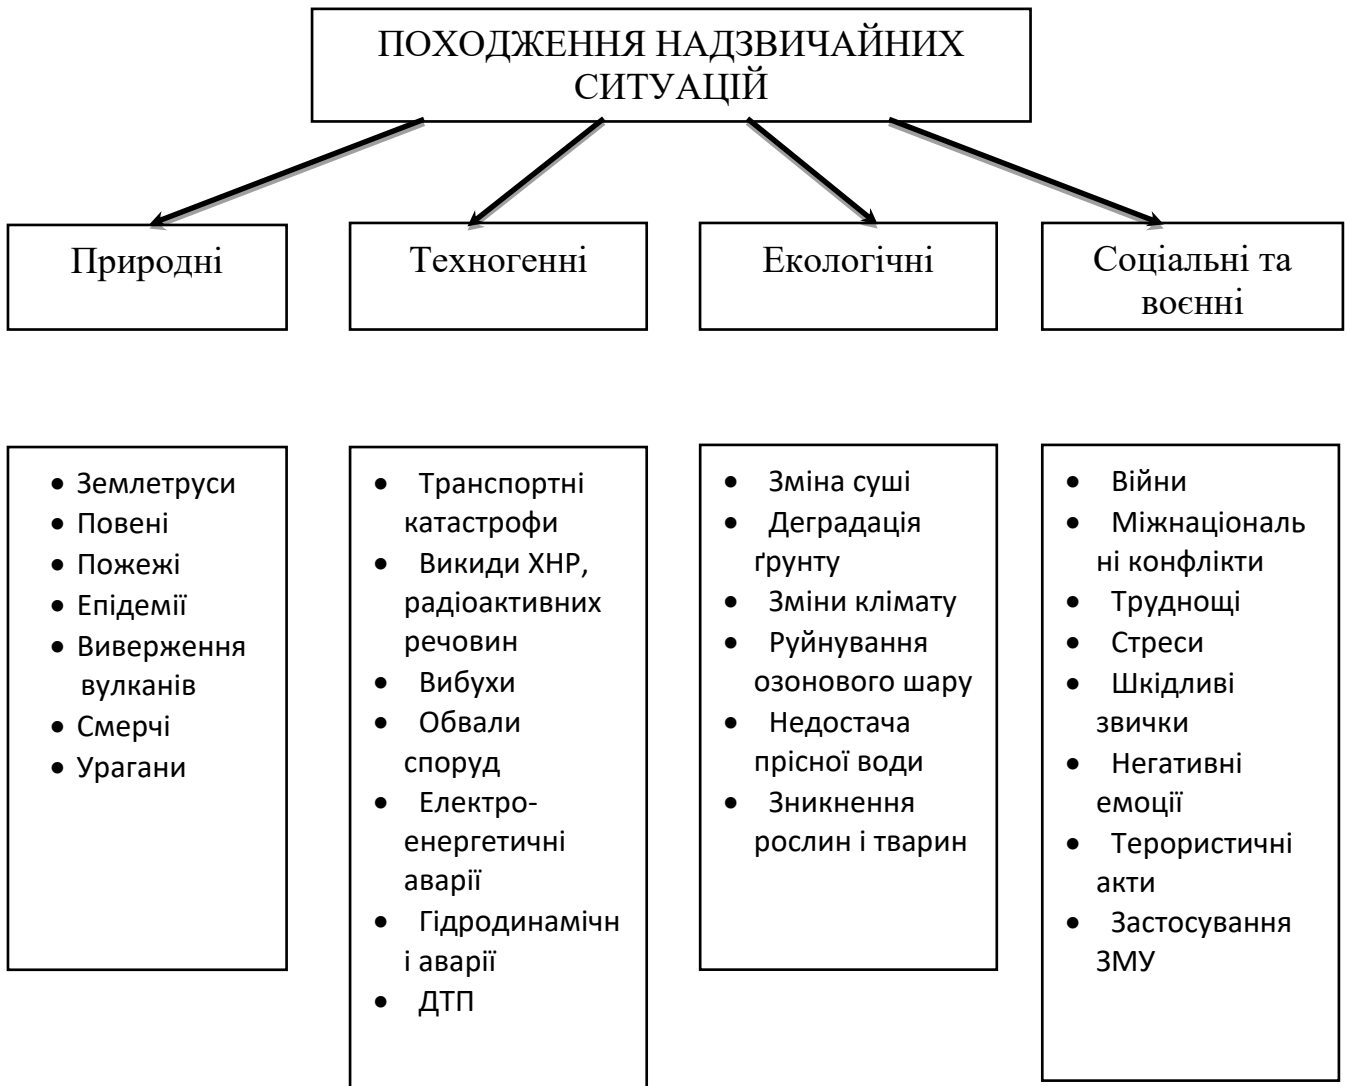 ПОХОДЖЕННЯ НАДЗВИЧАЙНИХ
СИТУАЦІЙ
Природні
Техногенні
Екологічні
Соціальні та
воєнні
• Землетруси
• Повені
• Пожежі
• Епідемії
• Виверження
вулканів
• Смерчі
• Урагани
• Транспортні
катастрофи
• Викиди ХНР,
радіоактивних
речовин
• Вибухи
• Обвали
споруд
• Електро-
енергетичні
аварії
• Гідродинамічн
і аварії
• ДТП
• Зміна суші
• Деградація
ґрунту
• Зміни клімату
• Руйнування
озонового шару
• Недостача
прісної води
• Зникнення
рослин і тварин
• Війни
• Міжнаціональ
ні конфлікти
• Труднощі
• Стреси
• Шкідливі
звички
• Негативні
емоції
• Терористичні
акти
• Застосування
ЗМУ